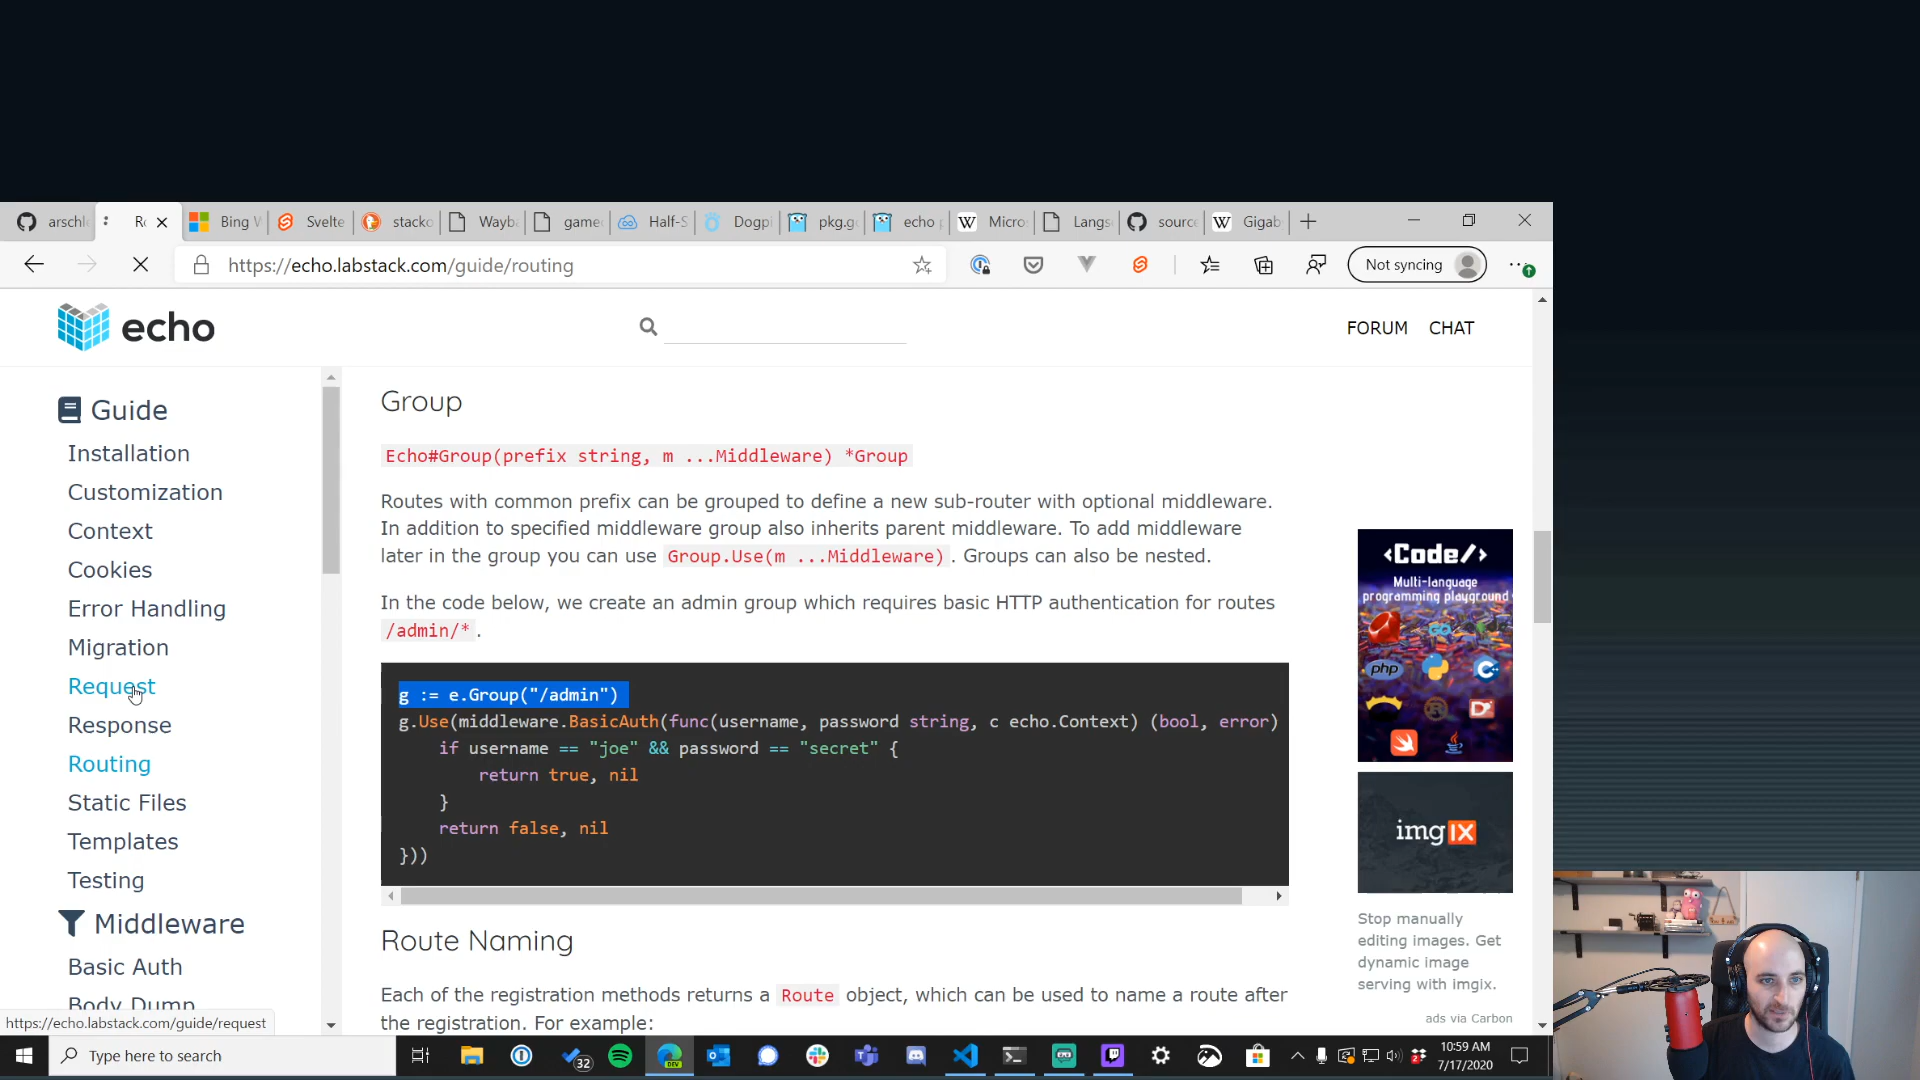 arschl
Ro
Bing W
Svelte
stacko
Wayb
game
Half-S
Dogpi
pkg.g
echo p
Micro
Langs
source
Gigab
https://echo.labstack.com/guide/routing
Not syncing
echo
FORUM CHAT
Guide
Installation
Customization
Context
Cookies
Error Handling
Migration
Request
Response
Routing
Static Files
Templates
Testing
Middleware
Basic Auth
Body Dump
https://echo.labstack.com/guide/request
Group
Echo#Group(prefix string, m ...Middleware) *Group
Routes with common prefix can be grouped to define a new sub-router with optional middleware.
In addition to specified middleware group also inherits parent middleware. To add middleware
later in the group you can use Group.Use(m ...Middleware). Groups can also be nested.
In the code below, we create an admin group which requires basic HTTP authentication for routes
/admin/*.
g := e.Group("/admin")
g.Use(middleware.BasicAuth(func(username, password string, c echo.Context) (bool, error)
if username == "joe" && password == "secret" {
return true, nil
}
return false, nil
}))
Route Naming
Each of the registration methods returns a Route object, which can be used to name a route after
the registration. For example:
<Code/>
Multi-language
programming playground
GO
php
C
imgIX
Stop manually
editing images. Get
dynamic image
serving with imgix.
ads via Carbon
Type here to search
32
DEV
10:59 AM
7/17/2020